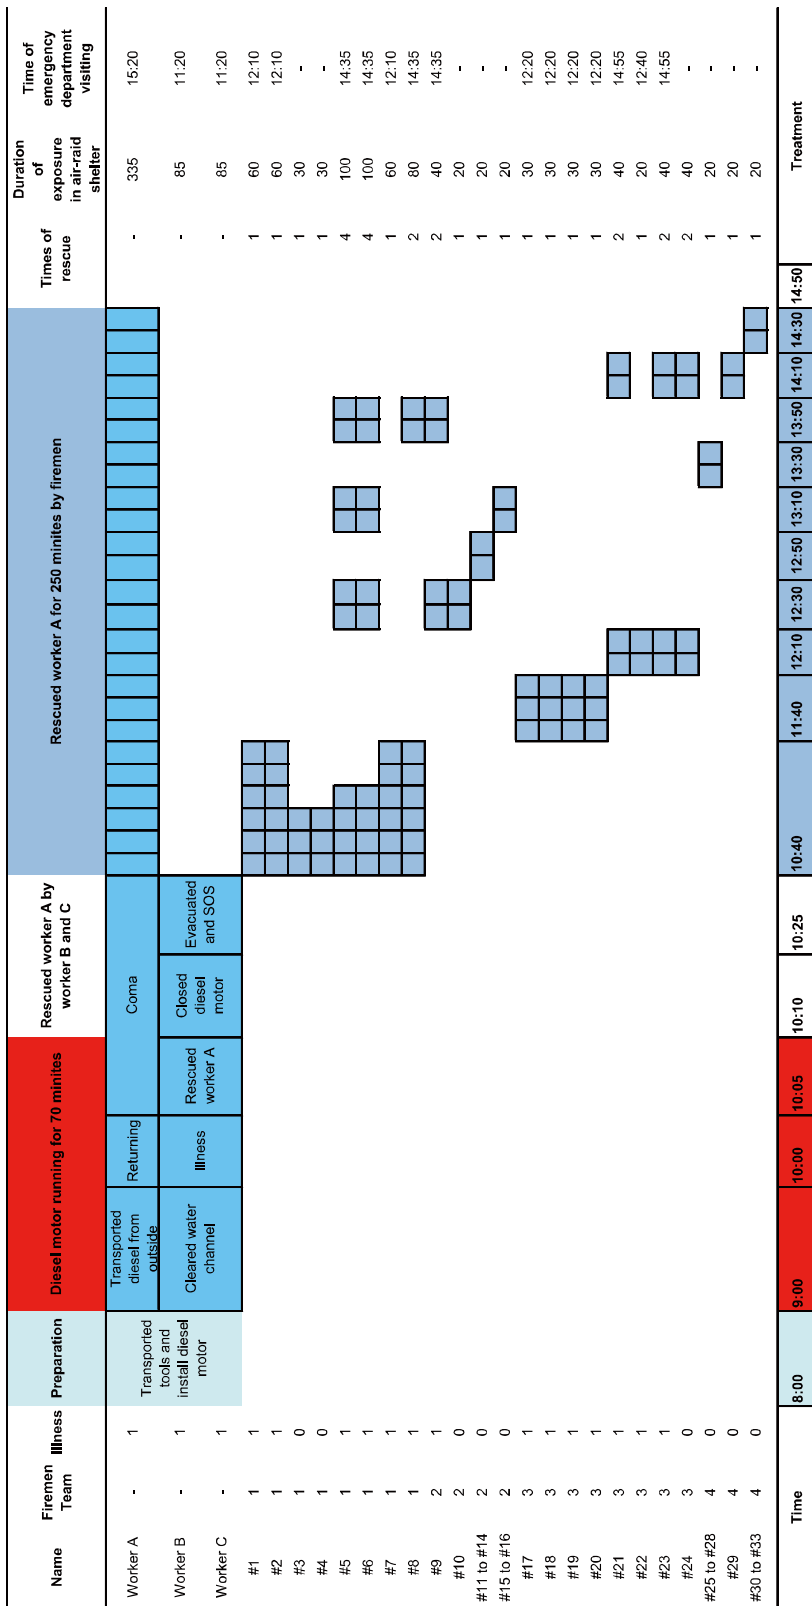 Name Firemen Team Illness Preparation Diesel motor running for 70 minites Rescued worker A by worker B and C Rescued worker A for 250 minites by firemen Times of rescue Duration of exposure in air-raid shelter Time of emergency department visiting
Worker A - 1 Transported tools and install diesel motor Transported diesel from outside Returning Coma - 335 15:20
Worker B - 1 Cleared water channel Illness Rescued worker A Closed diesel motor Evacuated and SOS - 85 11:20
Worker C - 1 - 85 11:20
#1 1 1 1 60 12:10
#2 1 1 1 60 12:10
#3 1 0 1 30 -
#4 1 0 1 30 -
#5 1 1 4 100 14:35
#6 1 1 4 100 14:35
#7 1 1 1 60 12:10
#8 1 1 2 80 14:35
#9 2 1 2 40 14:35
#10 2 0 1 20 -
#11 to #14 2 0 1 20 -
#15 to #16 2 0 1 20 -
#17 3 1 1 30 12:20
#18 3 1 1 30 12:20
#19 3 1 1 30 12:20
#20 3 1 1 30 12:20
#21 3 1 2 40 14:55
#22 3 1 1 20 12:40
#23 3 1 2 40 14:55
#24 3 0 2 40 -
#25 to #28 4 0 1 20 -
#29 4 0 1 20 -
#30 to #33 4 0 1 20 -
Time 8:00 9:00 10:00 10:05 10:10 10:25 10:40 11:40 12:10 12:30 12:50 13:10 13:30 13:50 14:10 14:30 14:50 Treatment